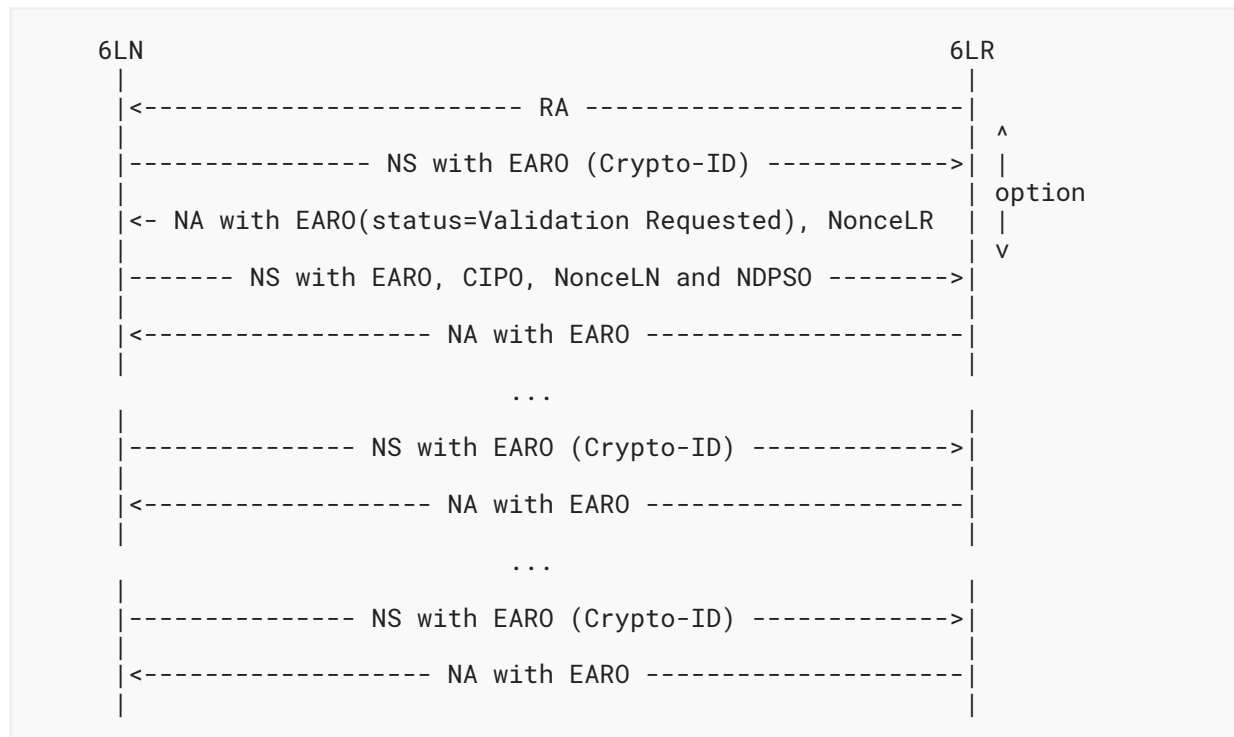 6LN                                                       6LR
 |                                                         |
 |<-------------------------- RA --------------------------|
 |                                                         | ^
 |---------------- NS with EARO (Crypto-ID) ------------>| |
 |                                                         | option
 |<- NA with EARO(status=Validation Requested), NonceLR  | |
 |                                                         | v
 |------- NS with EARO, CIPO, NonceLN and NDPSO -------->|
 |                                                         |
 |<------------------- NA with EARO ---------------------|
 |                                                         |
...
 |                                                         |
 |--------------- NS with EARO (Crypto-ID) ------------->|
 |                                                         |
 |<------------------- NA with EARO ---------------------|
 |                                                         |
...
 |                                                         |
 |--------------- NS with EARO (Crypto-ID) ------------->|
 |                                                         |
 |<------------------- NA with EARO ---------------------|
 |                                                         |